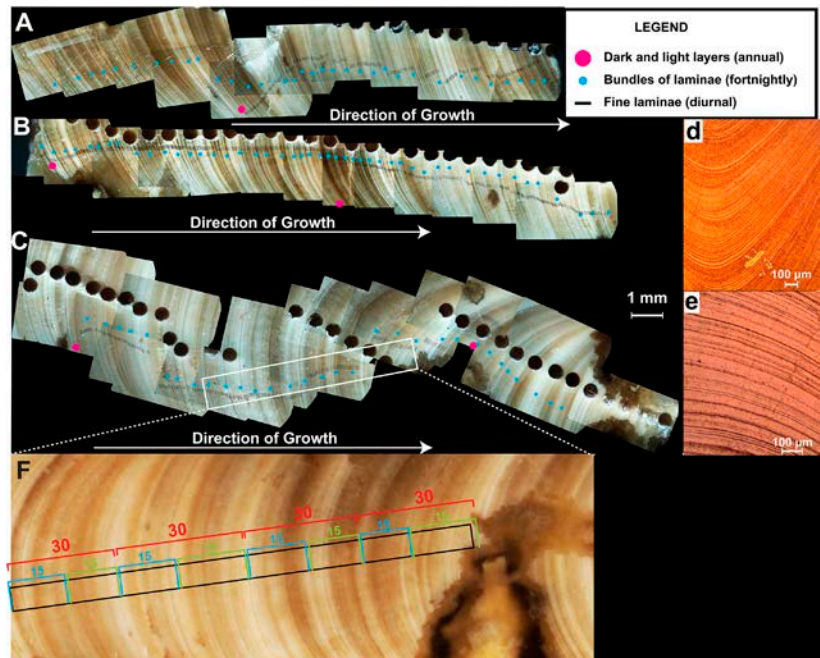 A
LEGEND
Dark and light layers (annual)
Bundles of laminae (fortnightly)
Fine laminae (diurnal)
Direction of Growth
B
d
100 µm
Direction of Growth
C
1 mm
e
100 µm
Direction of Growth
F
30
30
30
30
15
15
15
15
15
15